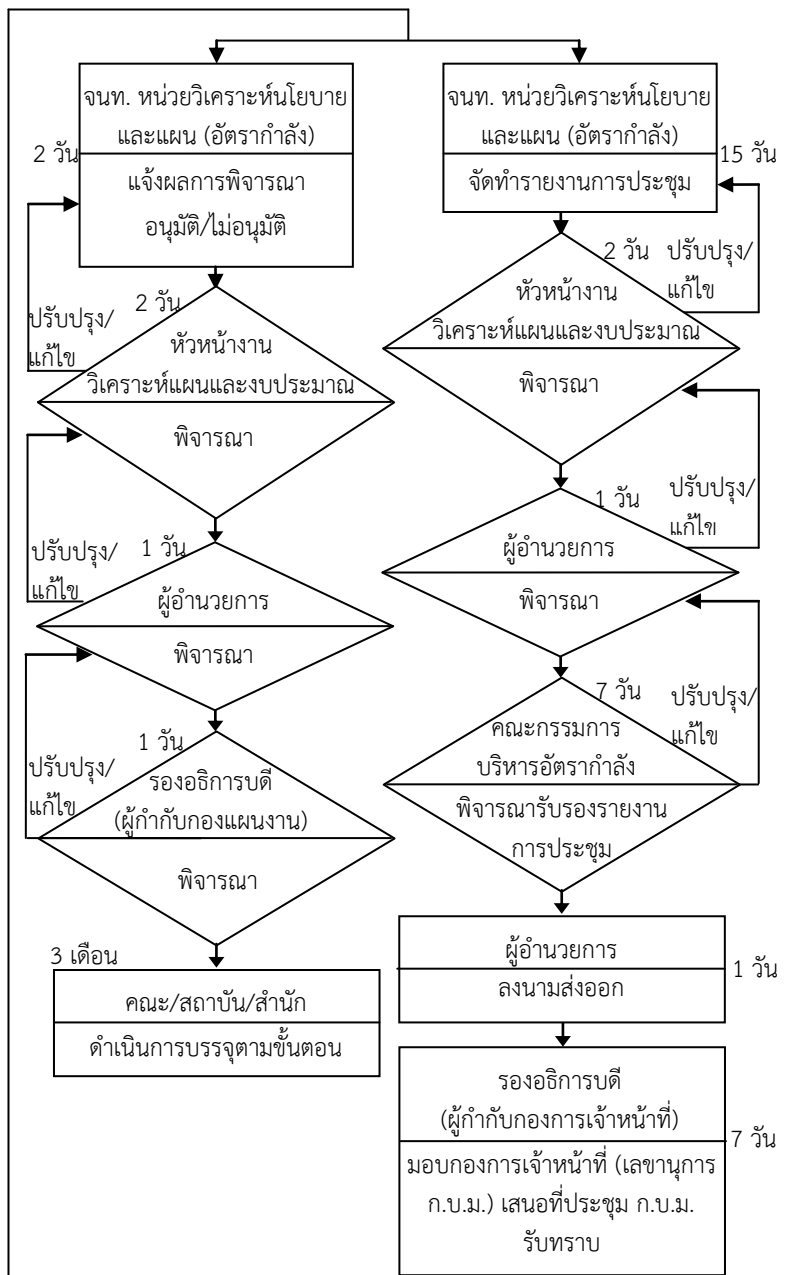 จนท. หน่วยวิเคราะห์นโยบาย
และแผน (อัตรากำลัง)
2 วัน
แจ้งผลการพิจารณา
อนุมัติ/ไม่อนุมัติ
2 วัน
ปรับปรุง/
แก้ไข
หัวหน้างาน
วิเคราะห์แผนและงบประมาณ
พิจารณา
1 วัน
ปรับปรุง/
แก้ไข
ผู้อำนวยการ
พิจารณา
1 วัน
ปรับปรุง/
แก้ไข
รองอธิการบดี
(ผู้กำกับกองแผนงาน)
พิจารณา
3 เดือน
คณะ/สถาบัน/สำนัก
ดำเนินการบรรจุตามขั้นตอน
จนท. หน่วยวิเคราะห์นโยบาย
และแผน (อัตรากำลัง)
15 วัน
จัดทำรายงานการประชุม
2 วัน
ปรับปรุง/
แก้ไข
หัวหน้างาน
วิเคราะห์แผนและงบประมาณ
พิจารณา
1 วัน
ปรับปรุง/
แก้ไข
ผู้อำนวยการ
พิจารณา
7 วัน
ปรับปรุง/
แก้ไข
คณะกรรมการ
บริหารอัตรากำลัง
พิจารณารับรองรายงาน
การประชุม
ผู้อำนวยการ
1 วัน
ลงนามส่งออก
รองอธิการบดี
(ผู้กำกับกองการเจ้าหน้าที่)
7 วัน
มอบกองการเจ้าหน้าที่ (เลขานุการ
ก.บ.ม.) เสนอที่ประชุม ก.บ.ม.
รับทราบ